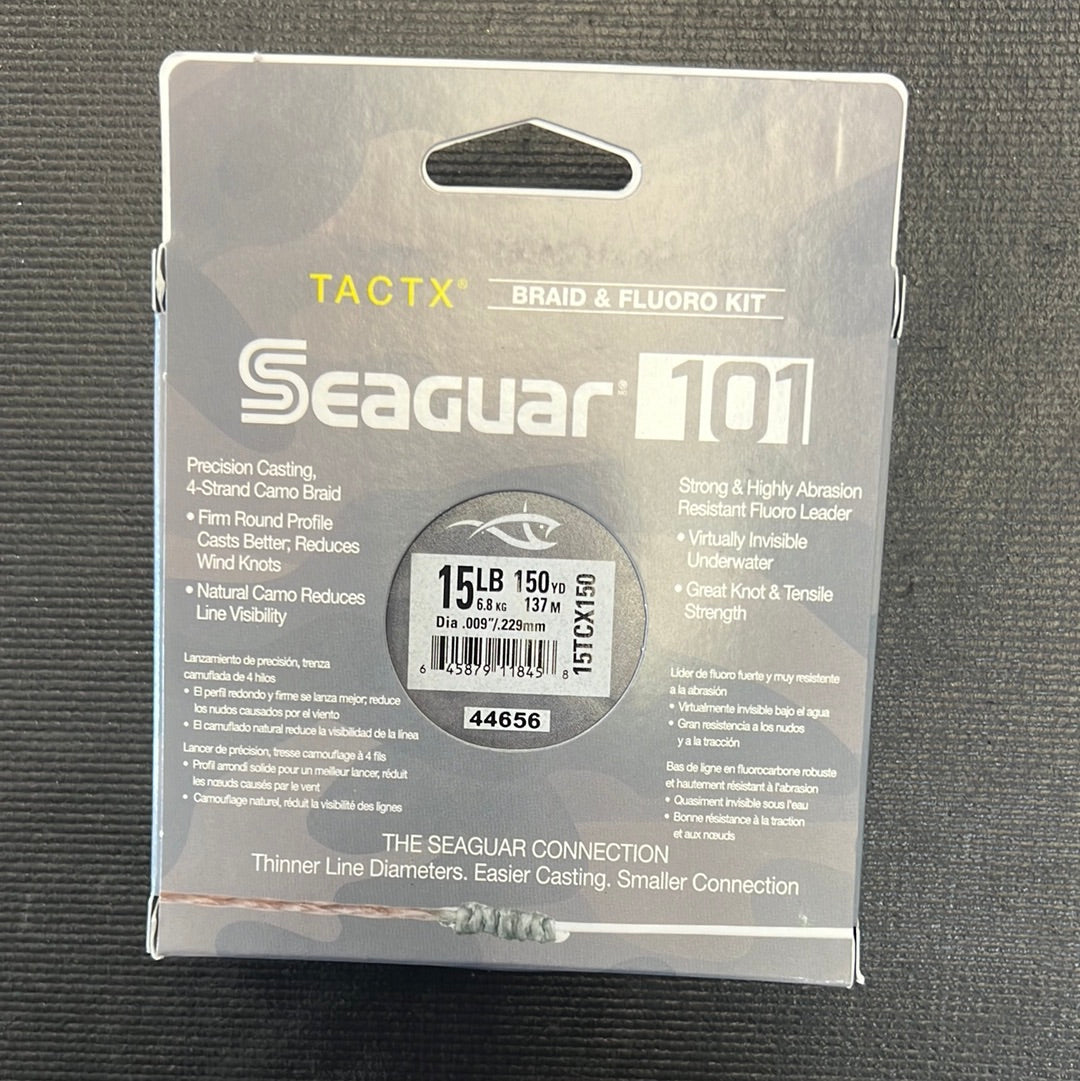 TACTX®
BRAID & FLUORO KIT
SEAGUAR®
101
Precision Casting,
4-Strand Camo Braid
• Firm Round Profile
Casts Better; Reduces
Wind Knots
• Natural Camo Reduces
Line Visibility
Lanzamiento de precisión, trenza
camuflada de 4 hilos
• El perfil redondo y firme se lanza mejor; reduce
los nudos causados por el viento
• El camuflado natural reduce la visibilidad de la línea
Lancer de précision, tresse camouflage à 4 fils
• Profil arrondi solide pour un meilleur lancer, réduit
les nœuds causés par le vent
• Camouflage naturel, réduit la visibilité des lignes
15LB 150YD
6.8 KG 137 M
Dia .009"/.229mm
15TCX150
6 45879 11845 8
44656
Strong & Highly Abrasion
Resistant Fluoro Leader
• Virtually Invisible
Underwater
• Great Knot & Tensile
Strength
Líder de fluoro fuerte y muy resistente
a la abrasión
• Virtualmente invisible bajo el agua
• Gran resistencia a los nudos
y a la tracción
Bas de ligne en fluorocarbone robuste
et hautement résistant à l'abrasion
• Quasiment invisible sous l'eau
• Bonne résistance à la traction
et aux nœuds
THE SEAGUAR CONNECTION
Thinner Line Diameters. Easier Casting. Smaller Connection